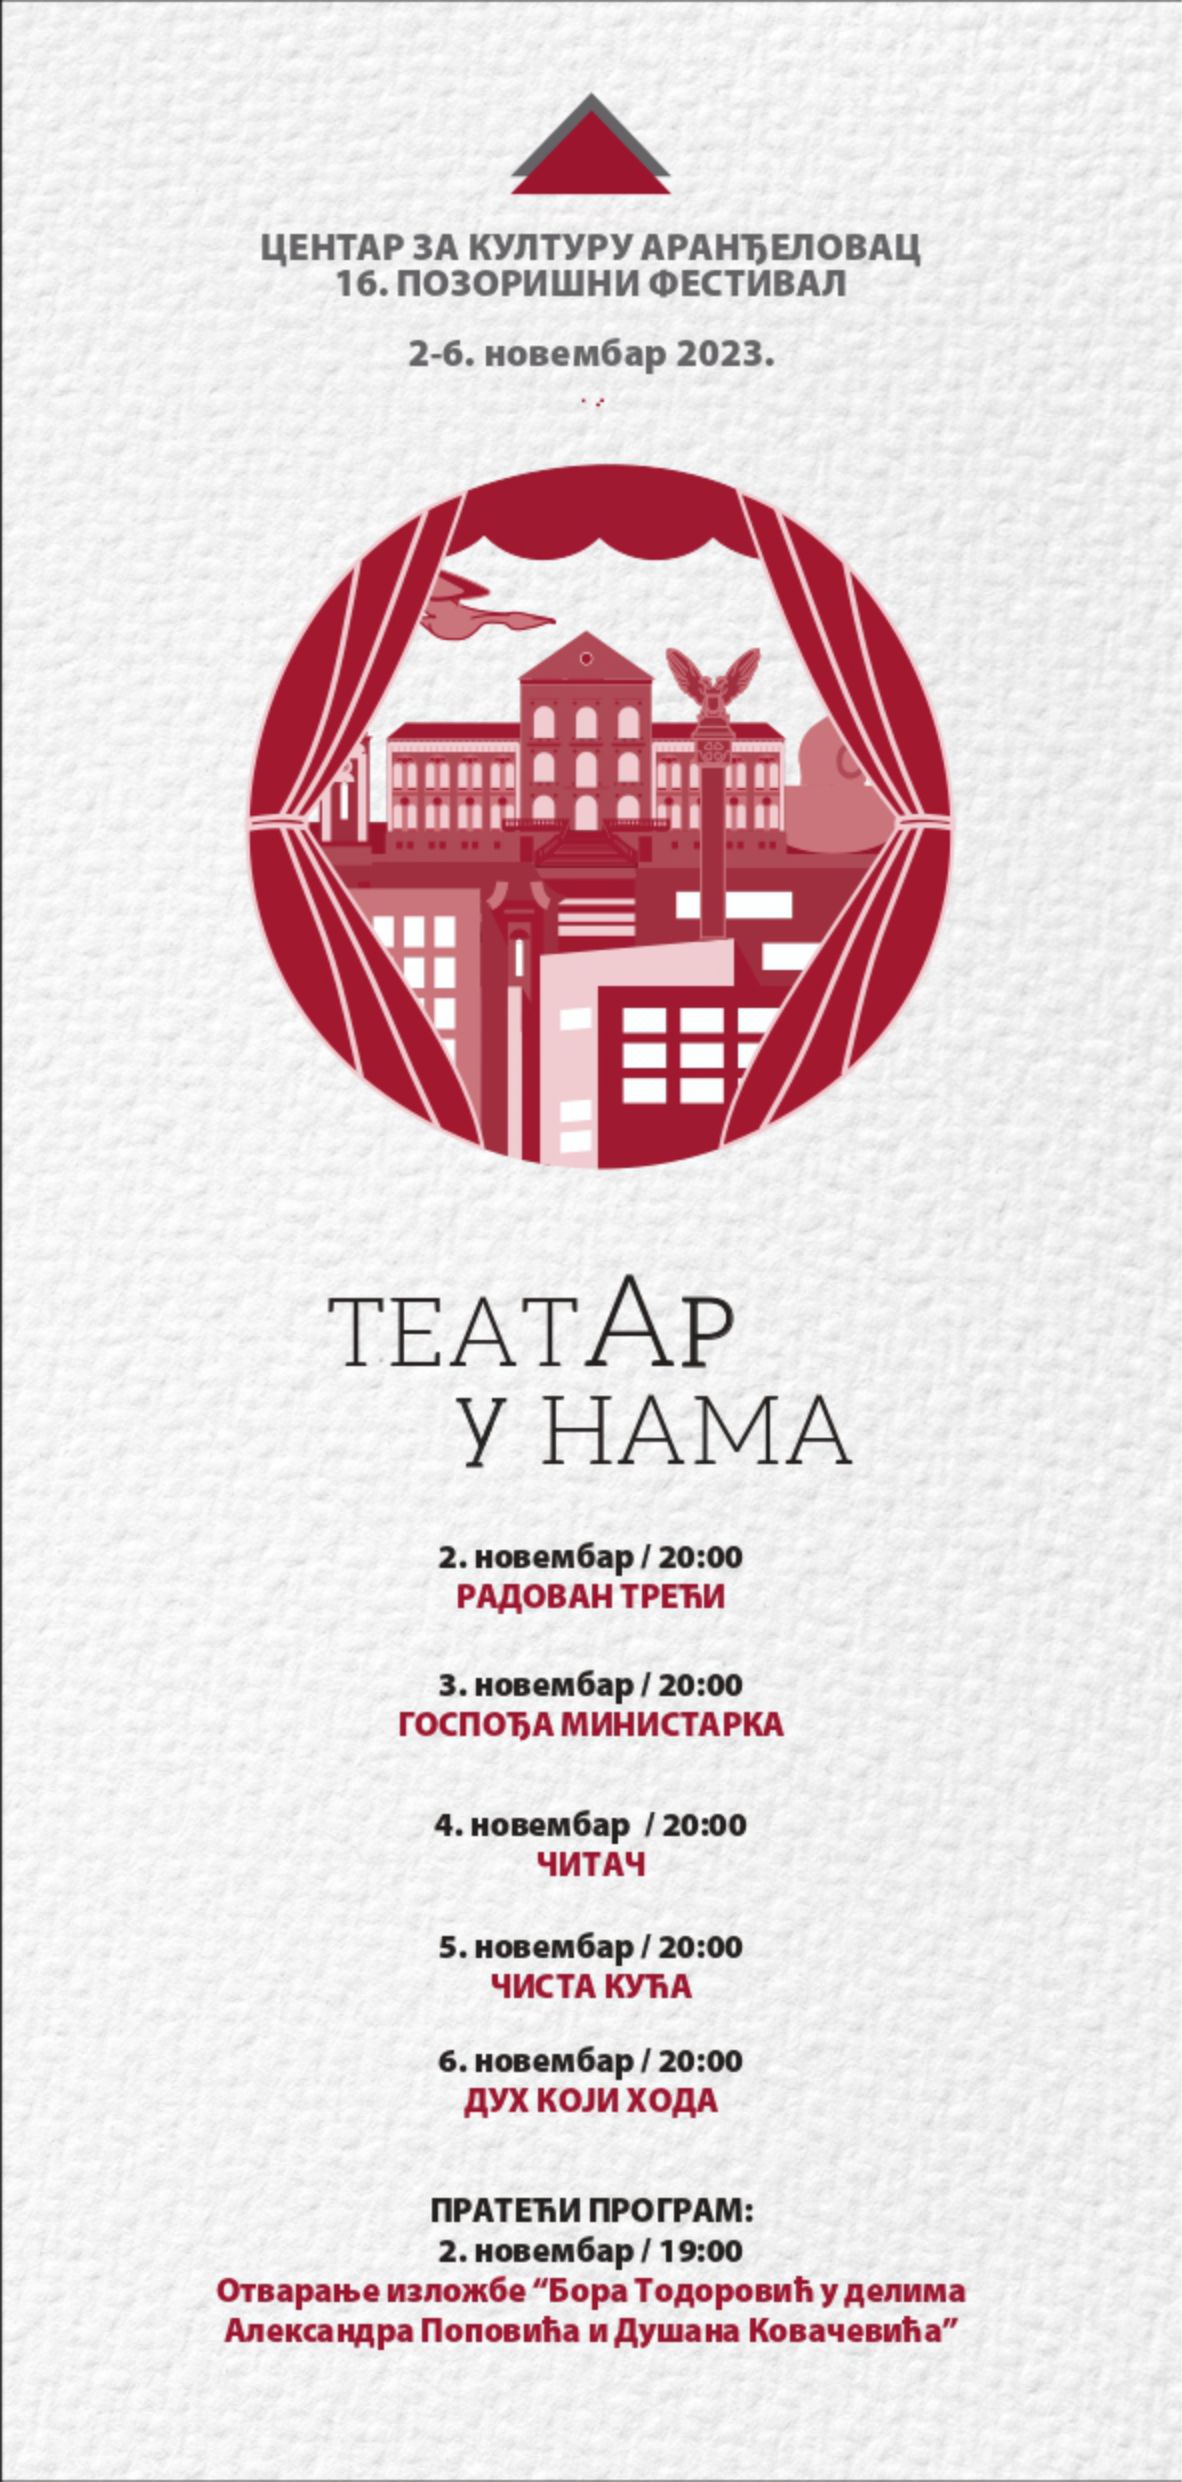 ЦЕНТАР ЗА КУЛТУРУ АРАНЂЕЛОВАЦ
16. ПОЗОРИШНИ ФЕСТИВАЛ
2-6. новембар 2023.
ТЕАТАР
у НАМА
2. новембар / 20:00
РАДОВАН ТРЕЋИ
3. новембар / 20:00
ГОСПОЂА МИНИСТАРКА
4. новембар / 20:00
ЧИТАЧ
5. новембар / 20:00
ЧИСТА КУЋА
6. новембар / 20:00
ДУХ КОЈИ ХОДА
ПРАТЕЋИ ПРОГРАМ:
2. новембар / 19:00
Отварање изложбе “Бора Тодоровић у делима
Александра Поповића и Душана Ковачевића”